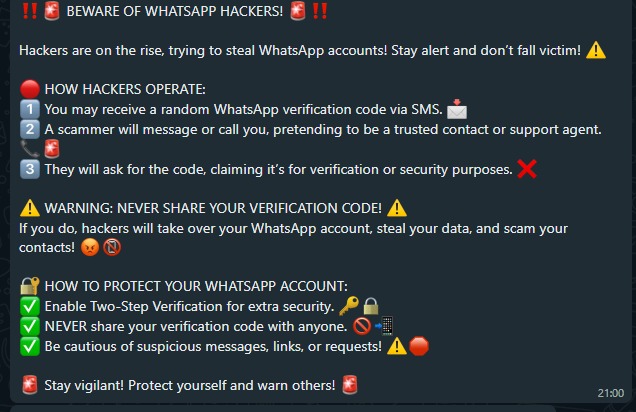 ‼️🚨 BEWARE OF WHATSAPP HACKERS! 🚨‼️
Hackers are on the rise, trying to steal WhatsApp accounts! Stay alert and don’t fall victim! ⚠️
🔴 HOW HACKERS OPERATE:
1️⃣ You may receive a random WhatsApp verification code via SMS. 📩
2️⃣ A scammer will message or call you, pretending to be a trusted contact or support agent.
📞🚨
3️⃣ They will ask for the code, claiming it’s for verification or security purposes. ❌
⚠️ WARNING: NEVER SHARE YOUR VERIFICATION CODE! ⚠️
If you do, hackers will take over your WhatsApp account, steal your data, and scam your
contacts! 😡📵
🔐 HOW TO PROTECT YOUR WHATSAPP ACCOUNT:
✅ Enable Two-Step Verification for extra security. 🔑🔒
✅ NEVER share your verification code with anyone. 🚫📲
✅ Be cautious of suspicious messages, links, or requests! ⚠️🛑
🚨 Stay vigilant! Protect yourself and warn others! 🚨
21:00